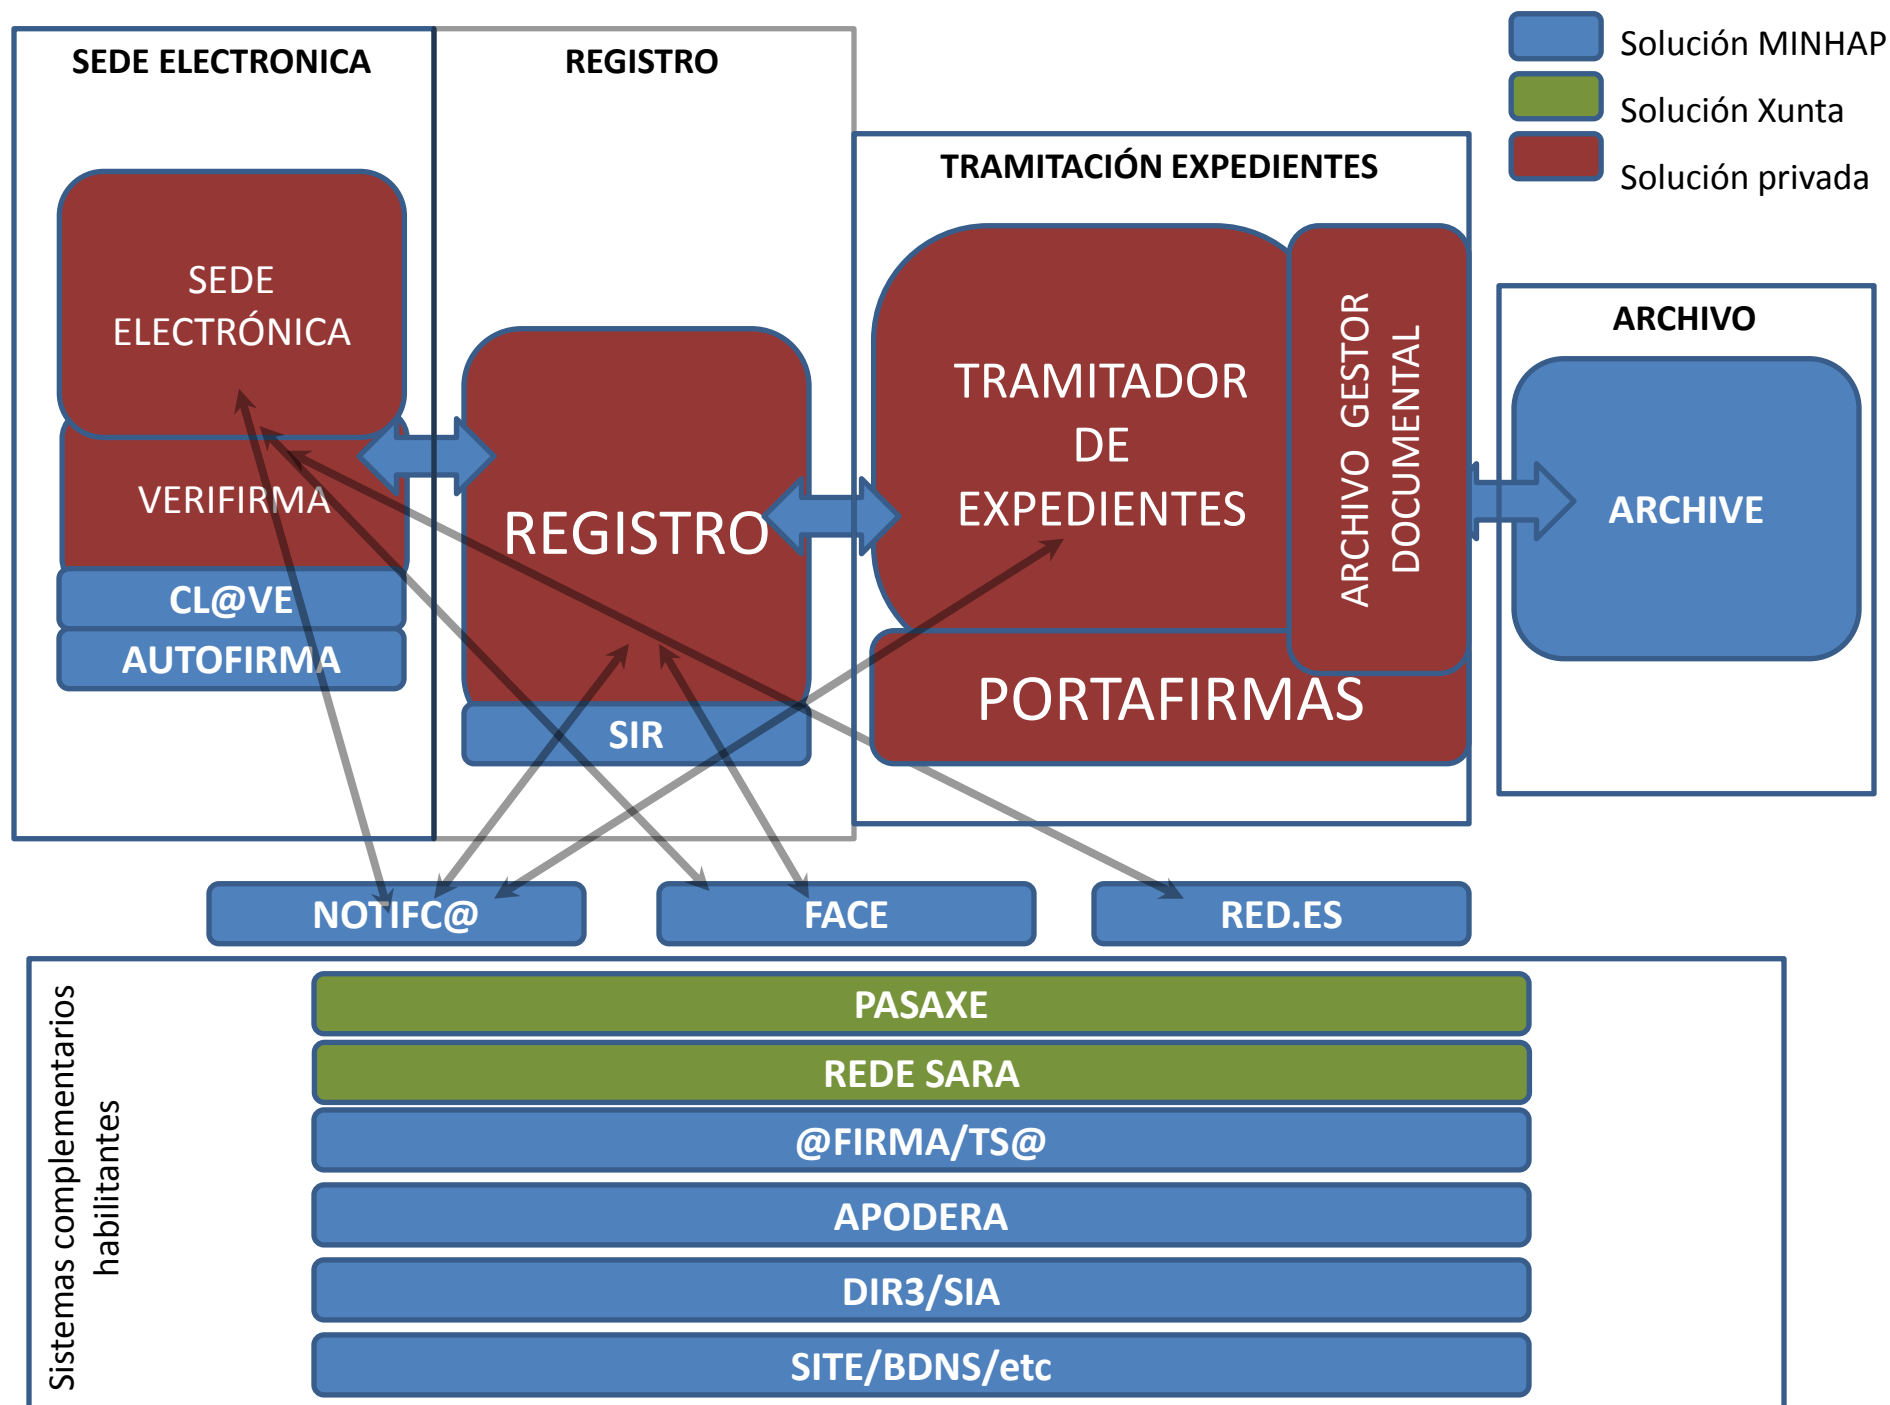 SEDE ELECTRONICA
REGISTRO
Solución MINHAP
Solución Xunta
Solución privada
TRAMITACIÓN EXPEDIENTES
ARCHIVO
SEDE
ELECTRÓNICA
VERIFIRMA
CL@VE
AUTOFIRMA
REGISTRO
SIR
TRAMITADOR
DE
EXPEDIENTES
ARCHIVO GESTOR
DOCUMENTAL
PORTAFIRMAS
ARCHIVE
NOTIFC@
FACE
RED.ES
Sistemas complementarios
habilitantes
PASAXE
REDE SARA
@FIRMA/TS@
APODERA
DIR3/SIA
SITE/BDNS/etc